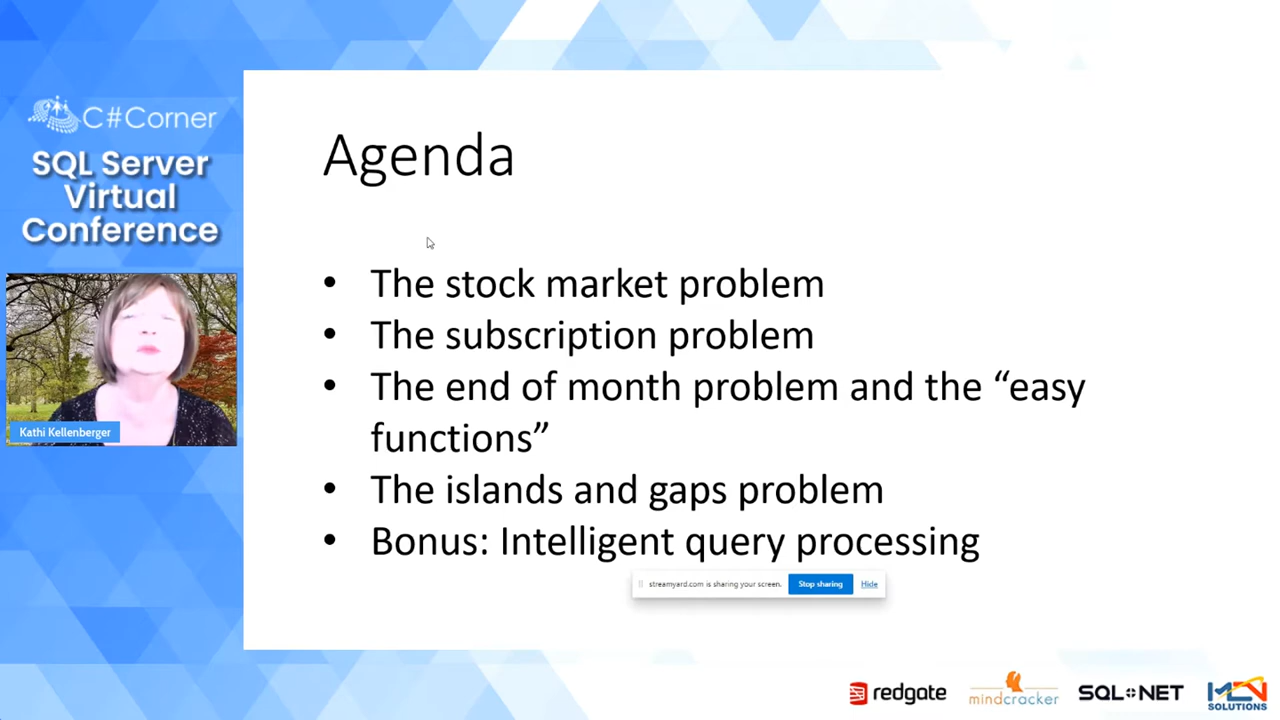 C#Corner
SQL Server
Virtual
Conference
Kathi Kellenberger
Agenda
• The stock market problem
• The subscription problem
• The end of month problem and the “easy
functions”
• The islands and gaps problem
• Bonus: Intelligent query processing
streamyard.com is sharing your screen. Stop sharing Hide
redgate mindcracker SQL+NET MCN
SOLUTIONS